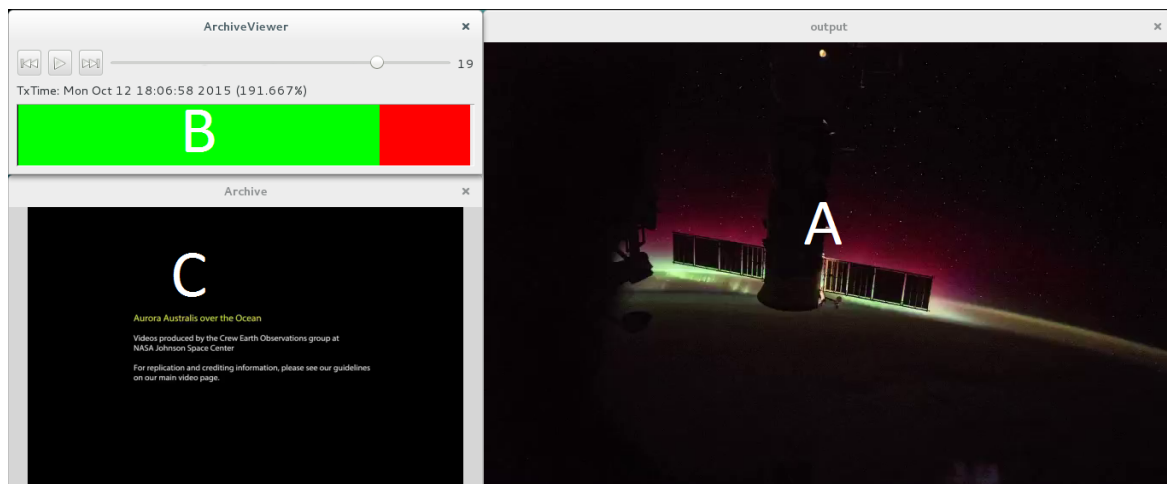 ArchiveViewer
19
TxTime: Mon Oct 12 18:06:58 2015 (191.667%)
B
Archive
C
Aurora Australis over the Ocean
Videos produced by the Crew Earth Observations group at
NASA Johnson Space Center
For replication and crediting information, please see our guidelines
on our main video page.
output
A